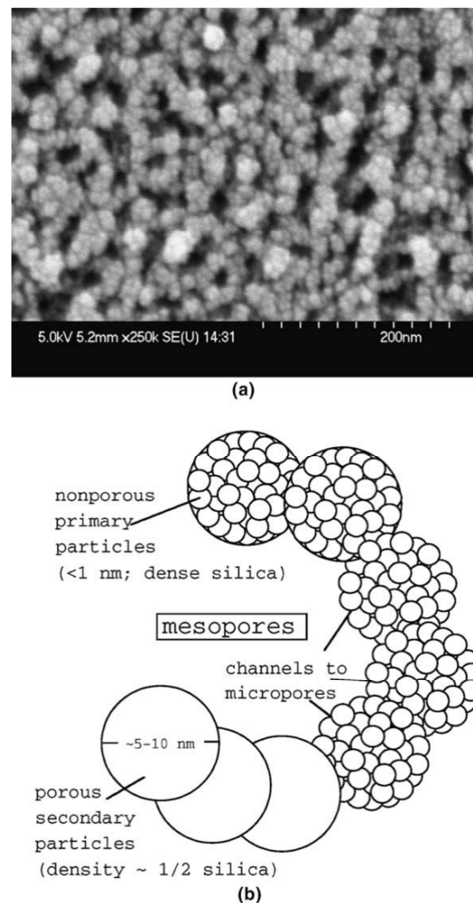 5.0kV 5.2mm x250k SE(U) 14:31
200nm
(a)
nonporous
primary
particles
(<1 nm; dense silica)
mesopores
channels to
micropores
~5-10 nm
porous
secondary
particles
(density ~ 1/2 silica)
(b)